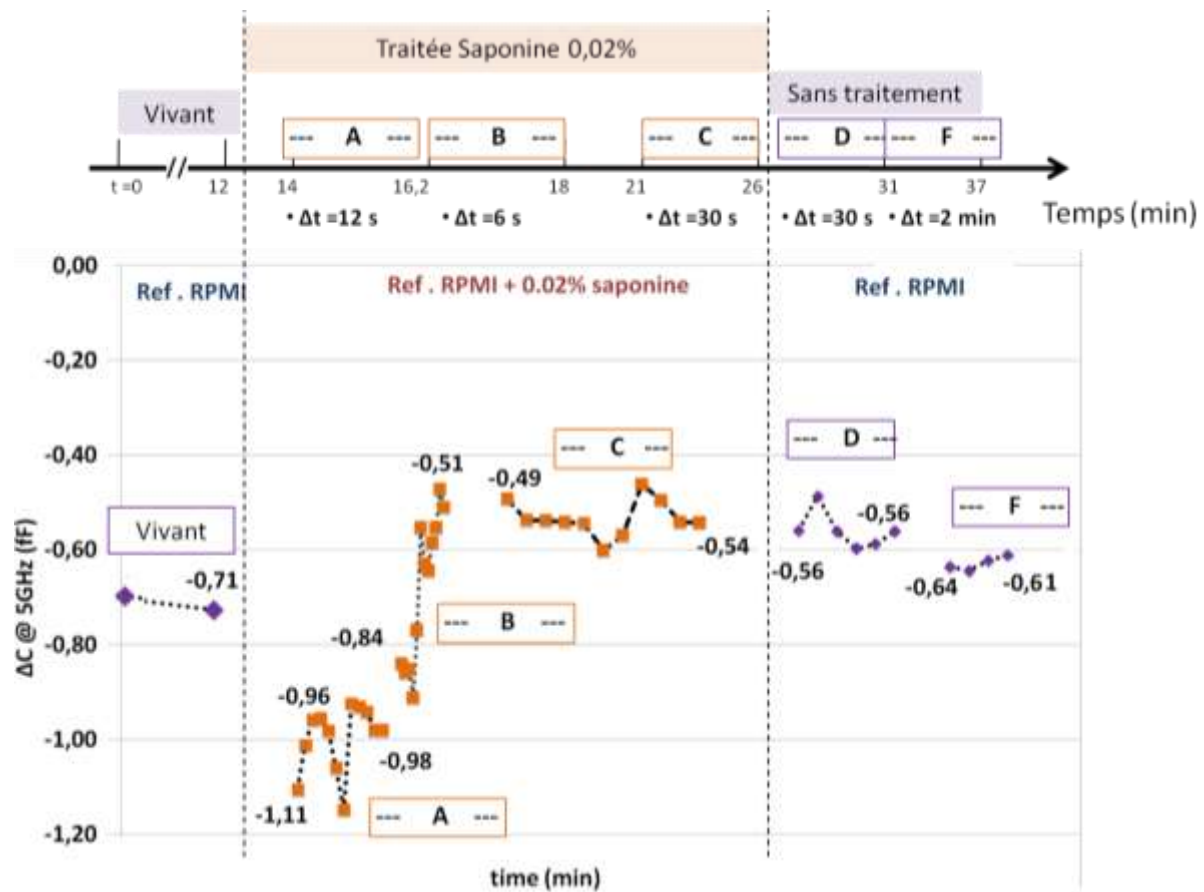 Traitée Saponine 0,02%
Vivant
Sans traitement
--- A ---
--- B ---
--- C ---
--- D ---
--- F ---
t =0
12
14
16,2
18
21
26
31
37
• Δt =12 s
• Δt =6 s
• Δt =30 s
• Δt =30 s
• Δt =2 min
Temps (min)
Ref . RPMI
Ref . RPMI + 0.02% saponine
Ref . RPMI
0,00
-0,20
-0,40
-0,60
-0,80
-1,00
-1,20
ΔC @ 5GHz (fF)
Vivant
-0,71
-1,11
-0,96
-0,98
--- A ---
-0,84
-0,51
--- B ---
-0,49
--- C ---
-0,54
--- D ---
-0,56
-0,56
--- F ---
-0,64
-0,61
time (min)